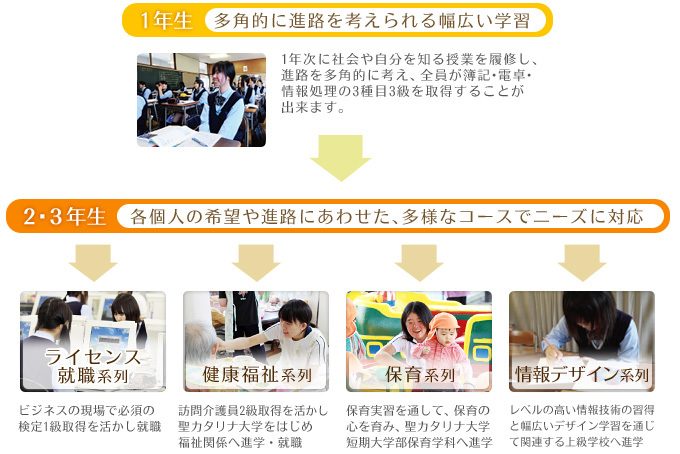 1年生 多角的に進路を考えられる幅広い学習
1年次に社会や自分を知る授業を履修し、
進路を多角的に考え、全員が簿記・電卓・
情報処理の3種目3級を取得することが
出来ます。
2・3年生 各個人の希望や進路にあわせた、多様なコースでニーズに対応
ライセンス
就職系列
ビジネスの現場で必須の
検定1級取得を活かし就職
健康福祉系列
訪問介護員2級取得を活かし
聖カタリナ大学をはじめ
福祉関係へ進学・就職
保育系列
保育実習を通して、保育の
心を育み、聖カタリナ大学
短期大学部保育学科へ進学
情報デザイン系列
レベルの高い情報技術の習得
と幅広いデザイン学習を通じ
て関連する上級学校へ進学